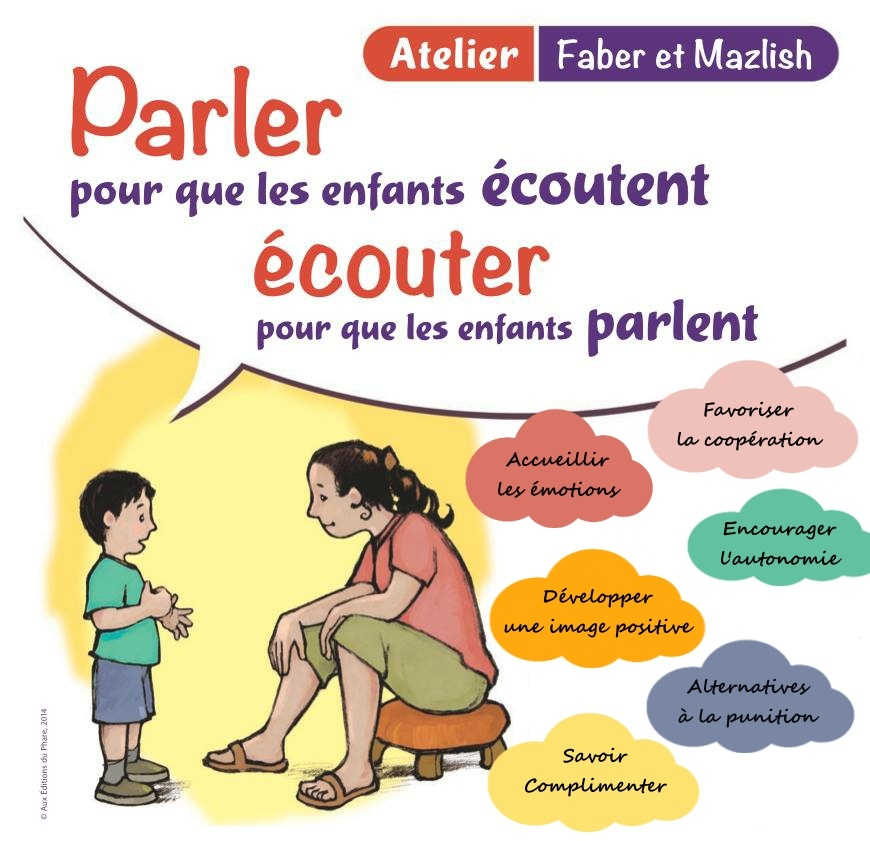 Atelier Faber et Mazlish
Parler
pour que les enfants écoutent
écouter
pour que les enfants parlent
Favoriser
la coopération
Accueillir
les émotions
Encourager
l'autonomie
Développer
une image positive
Alternatives
à la punition
Savoir
Complimenter
© Aux Éditions du Phare, 2014